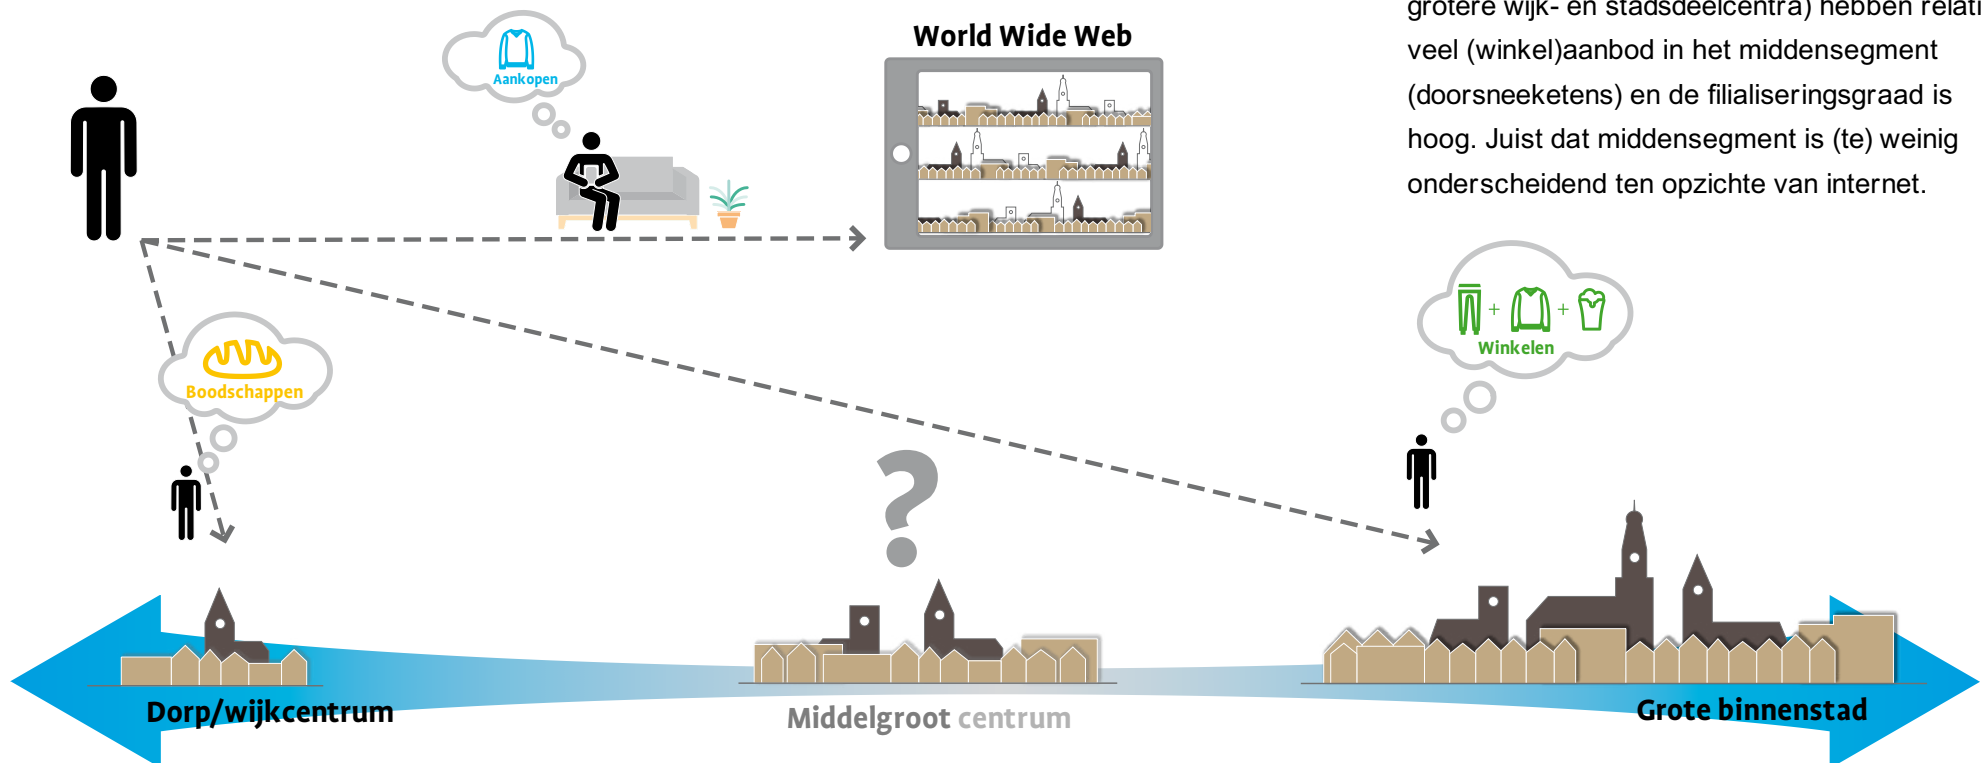 grotere wijk- en stadsdeelcentra) hebben relati
veel (winkel)aanbod in het middensegment
(doorsneeketens) en de filialiseringsgraad is
hoog. Juist dat middensegment is (te) weinig
onderscheidend ten opzichte van internet.
World Wide Web
Aankopen
Boodschappen
+ +
Winkelen
?
Dorp/wijkcentrum
Middelgroot centrum
Grote binnenstad